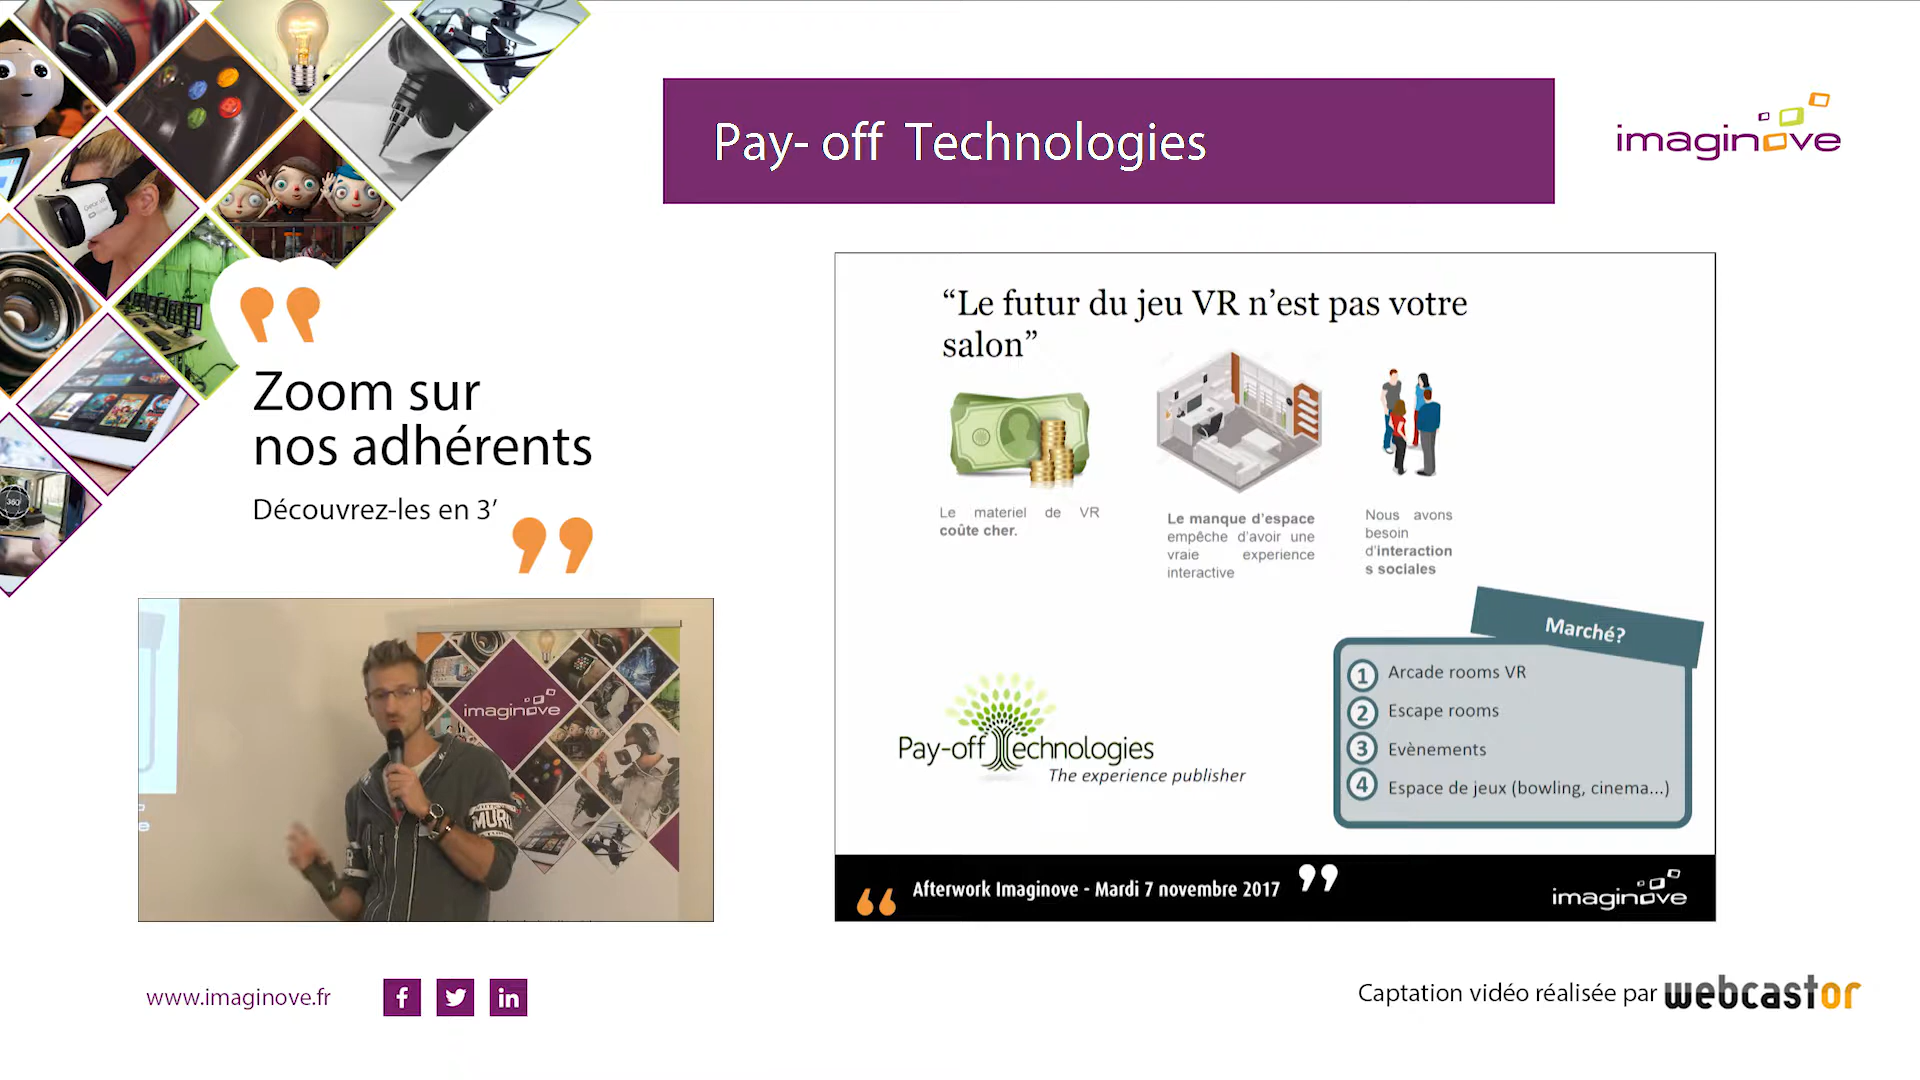 Pay- off Technologies
imaginove
Zoom sur
nos adhérents
Découvrez-les en 3’
“Le futur du jeu VR n’est pas votre
salon”
Le materiel de VR
coûte cher.
Le manque d’espace
empêche d’avoir une
vraie experience
interactive
Nous avons
besoin
d’interaction
s sociales
Marché?
1 Arcade rooms VR
2 Escape rooms
3 Evènements
4 Espace de jeux (bowling, cinema...)
Pay-off Technologies
The experience publisher
Afterwork Imaginove - Mardi 7 novembre 2017
imaginove
imaginove
MURD
www.imaginove.fr
Captation vidéo réalisée par webcastor